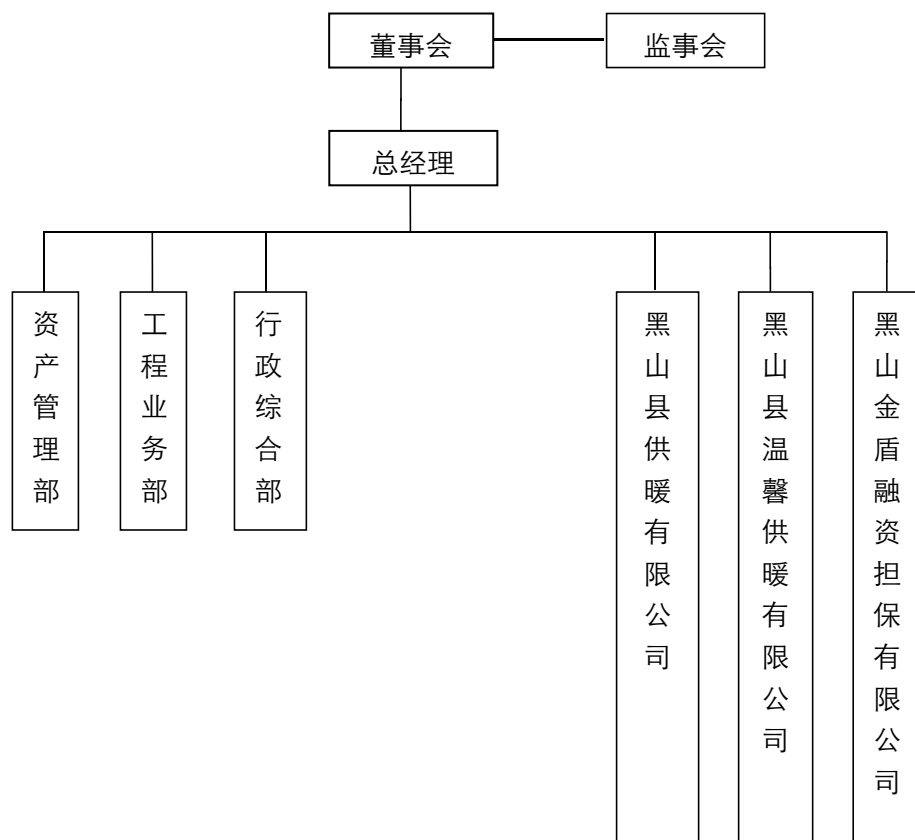 董事会
监事会
总经理
资产管理部
工程业务部
行政综合部
黑山县供暖有限公司
黑山县温馨供暖有限公司
黑山金盾融资担保有限公司